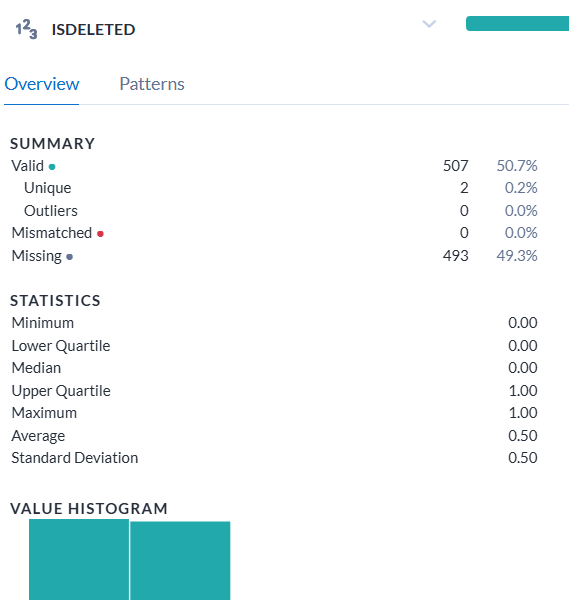 123 ISDELETED
Overview Patterns
SUMMARY
Valid 507 50.7%
Unique 2 0.2%
Outliers 0 0.0%
Mismatched 0 0.0%
Missing 493 49.3%
STATISTICS
Minimum 0.00
Lower Quartile 0.00
Median 0.00
Upper Quartile 1.00
Maximum 1.00
Average 0.50
Standard Deviation 0.50
VALUE HISTOGRAM